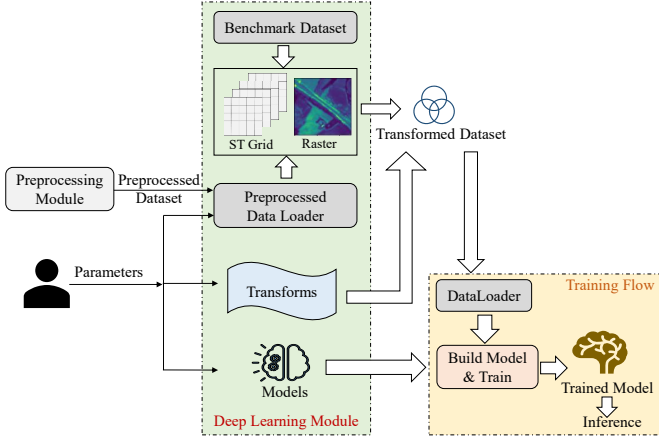 Benchmark Dataset
ST Grid
Raster
Transformed Dataset
Preprocessing
Module
Preprocessed
Dataset
Preprocessed
Data Loader
Parameters
Transforms
Models
Deep Learning Module
Training Flow
DataLoader
Build Model
& Train
Trained Model
Inference